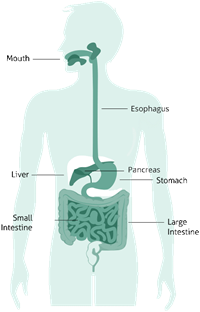 Mouth
Esophagus
Pancreas
Liver
Stomach
Small
Intestine
Large
Intestine